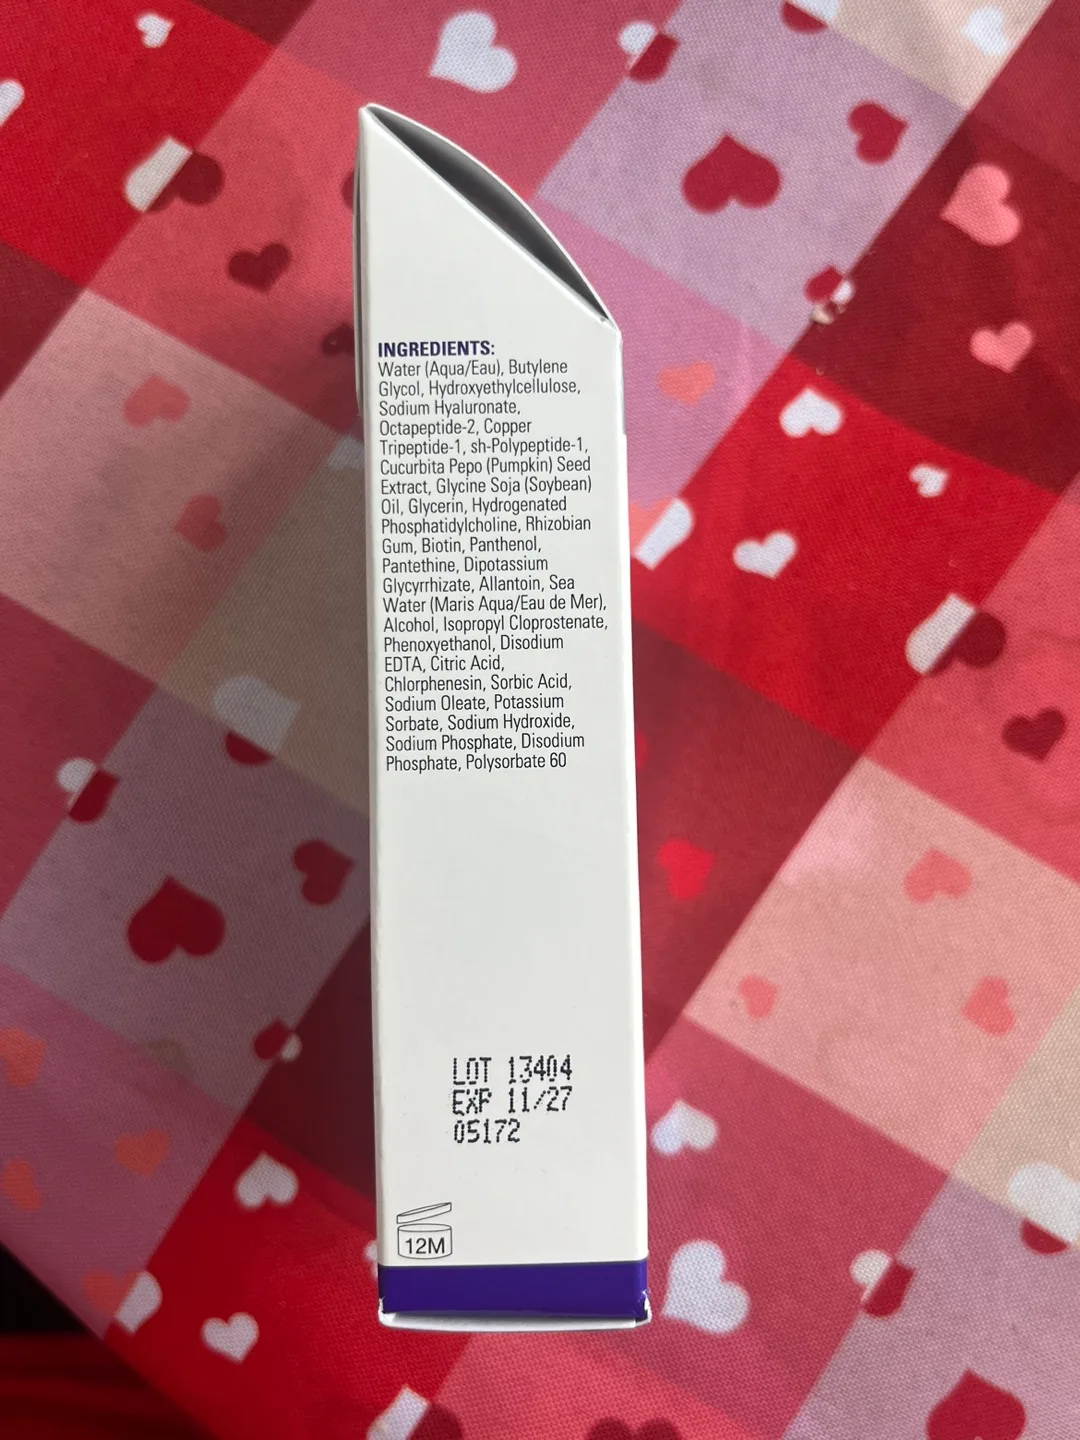 INGREDIENTS:
Water (Aqua/Eau), Butylene
Glycol, Hydroxyethylcellulose,
Sodium Hyaluronate,
Octapeptide-2, Copper
Tripeptide-1, sh-Polypeptide-1,
Cucurbita Pepo (Pumpkin) Seed
Extract, Glycine Soja (Soybean)
Oil, Glycerin, Hydrogenated
Phosphatidylcholine, Rhizobian
Gum, Biotin, Panthenol,
Pantethine, Dipotassium
Glycyrrhizate, Allantoin, Sea
Water (Maris Aqua/Eau de Mer),
Alcohol, Isopropyl Cloprostenate,
Phenoxyethanol, Disodium
EDTA, Citric Acid,
Chlorphenesin, Sorbic Acid,
Sodium Oleate, Potassium
Sorbate, Sodium Hydroxide,
Sodium Phosphate, Disodium
Phosphate, Polysorbate 60
LOT 13404
EXP 11/27
05172
12M